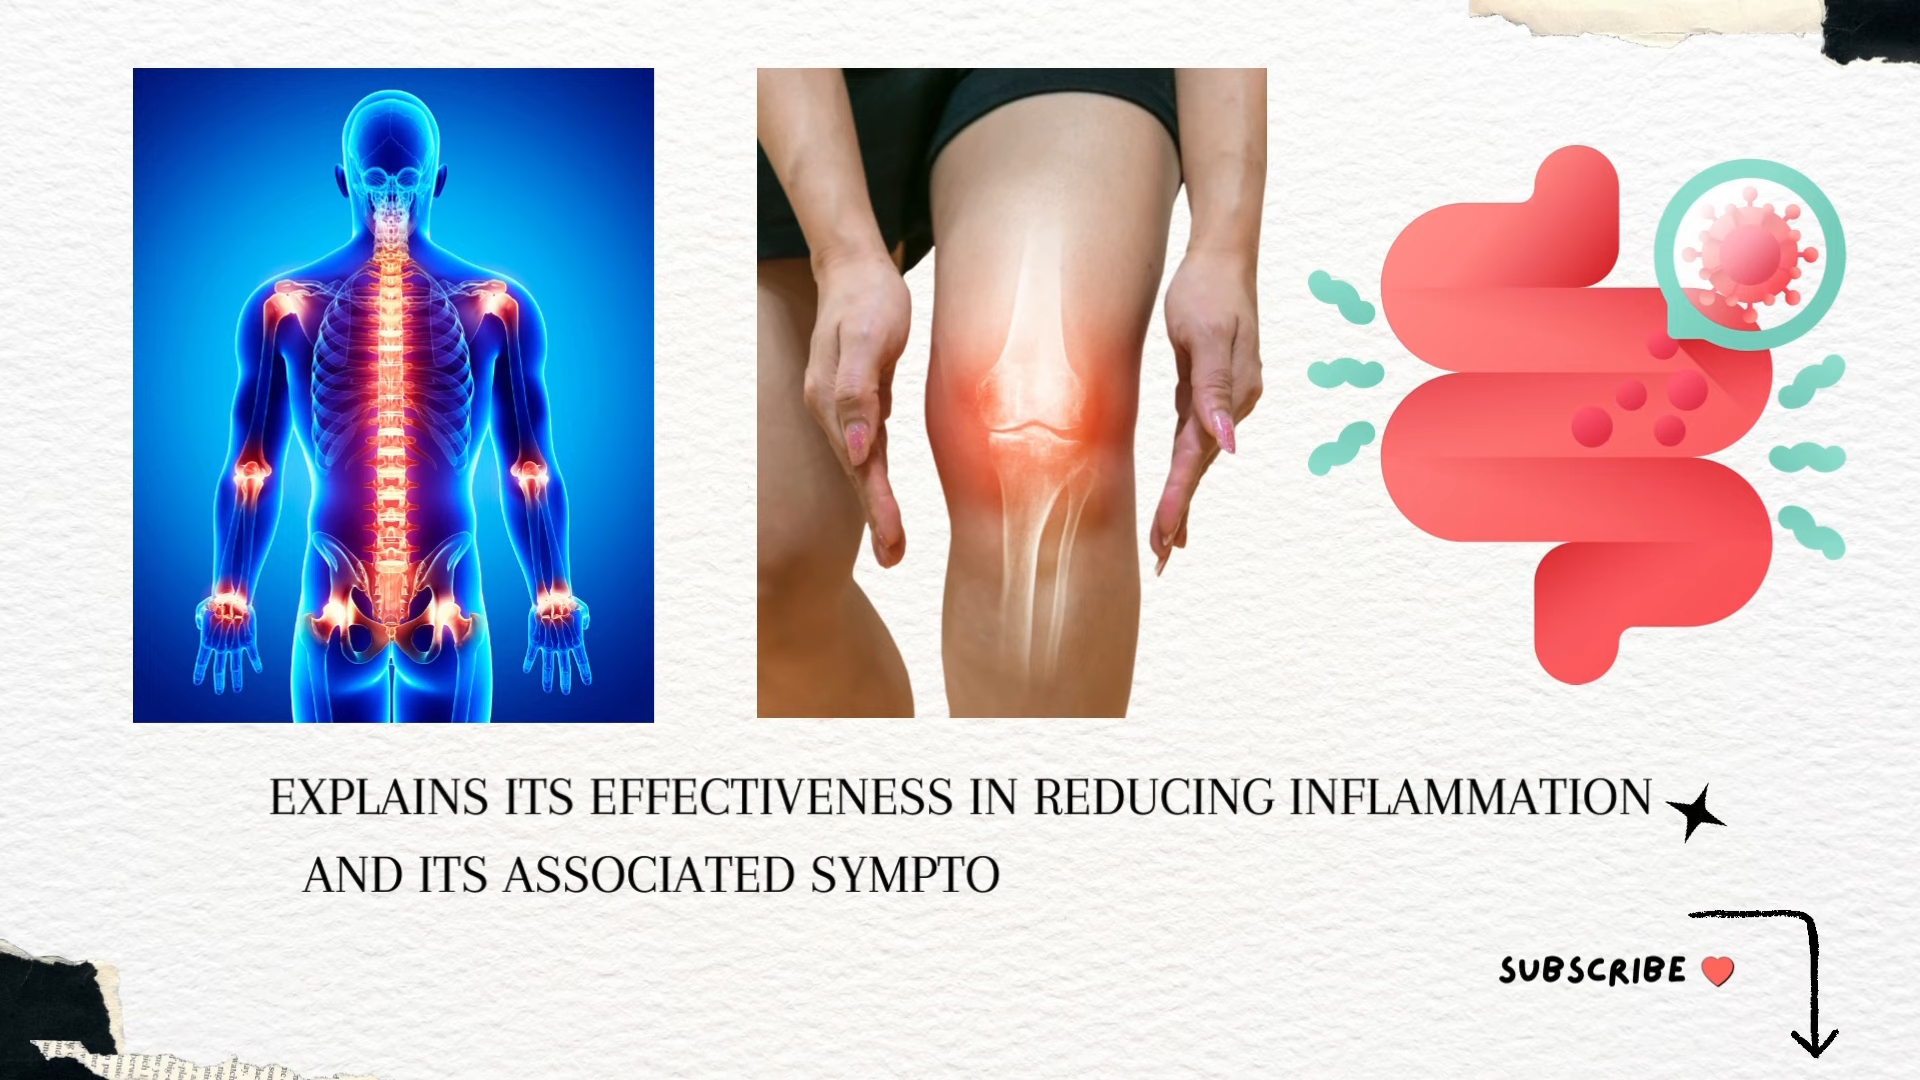 EXPLAINS ITS EFFECTIVENESS IN REDUCING INFLAMMATION
AND ITS ASSOCIATED SYMPTO
SUBSCRIBE